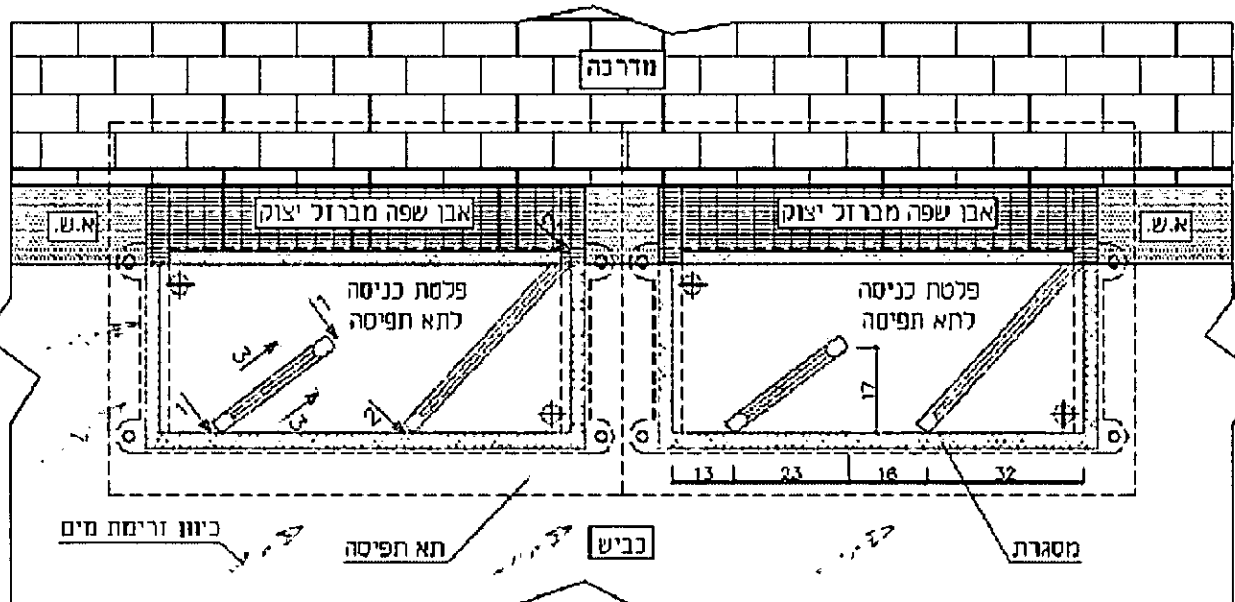 מדרכה
אבן שפה מברזל יצוק
אבן שפה מברזל יצוק
א.ש.
א.ש.
פלטת כניסה
לתא תפיסה
פלטת כניסה
לתא תפיסה
1
3
3
1
2
2
17
13 23 16 32
כיוון זרימת מים
תא תפיסה
כביש
מסגרת